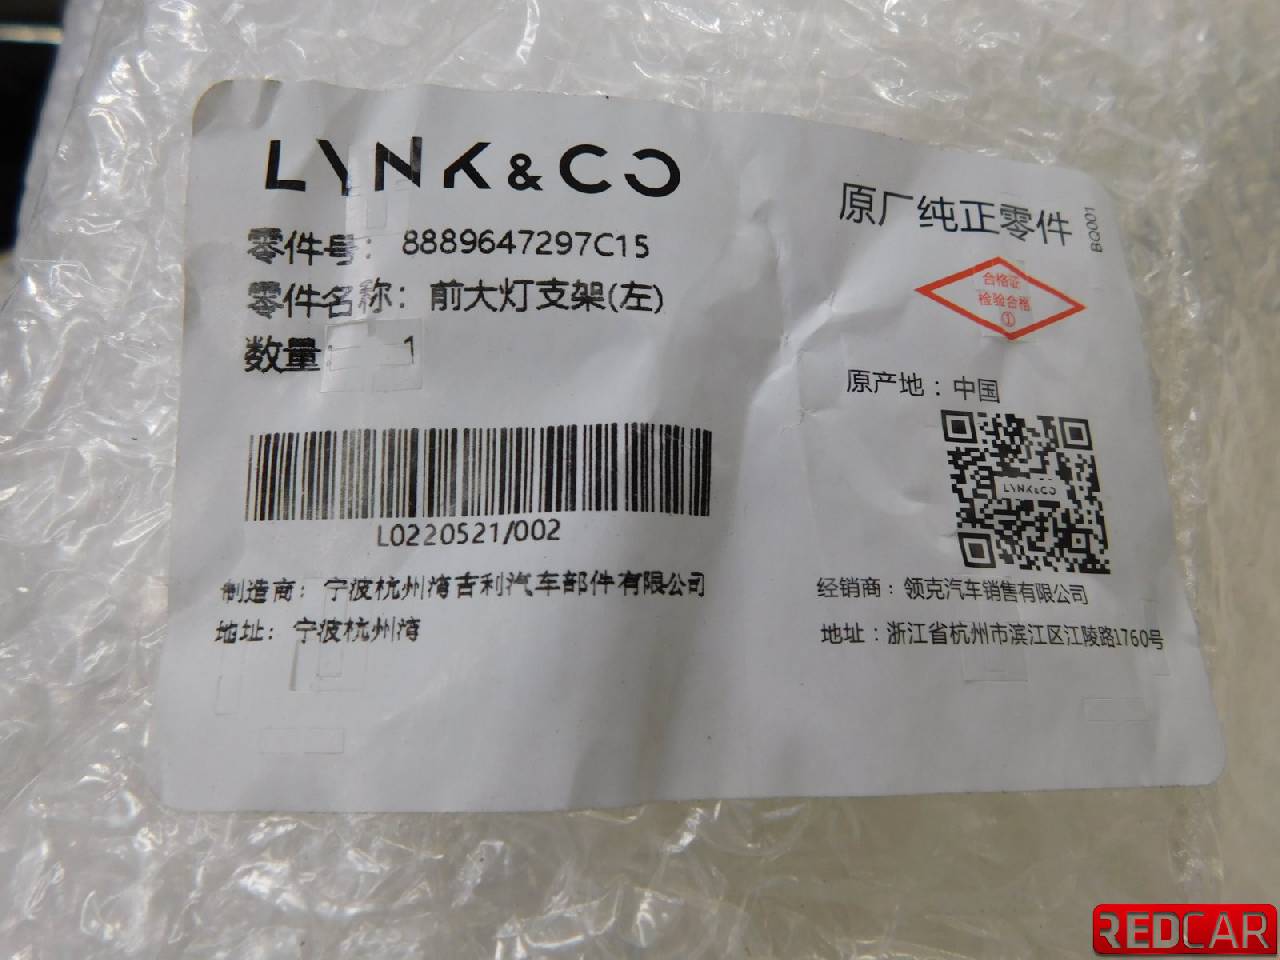 LYNK&CO
零件号: 8889647297C15
零件名称: 前大灯支架(左)
数量: 1
L0220521/002
制造商: 宁波杭州湾吉利汽车部件有限公司
地址: 宁波杭州湾
原厂纯正零件
BQ001
合格证
检验合格
①
原产地：中国
LYNK&CO
经销商：领克汽车销售有限公司
地址：浙江省杭州市滨江区江陵路1760号
REDCAR